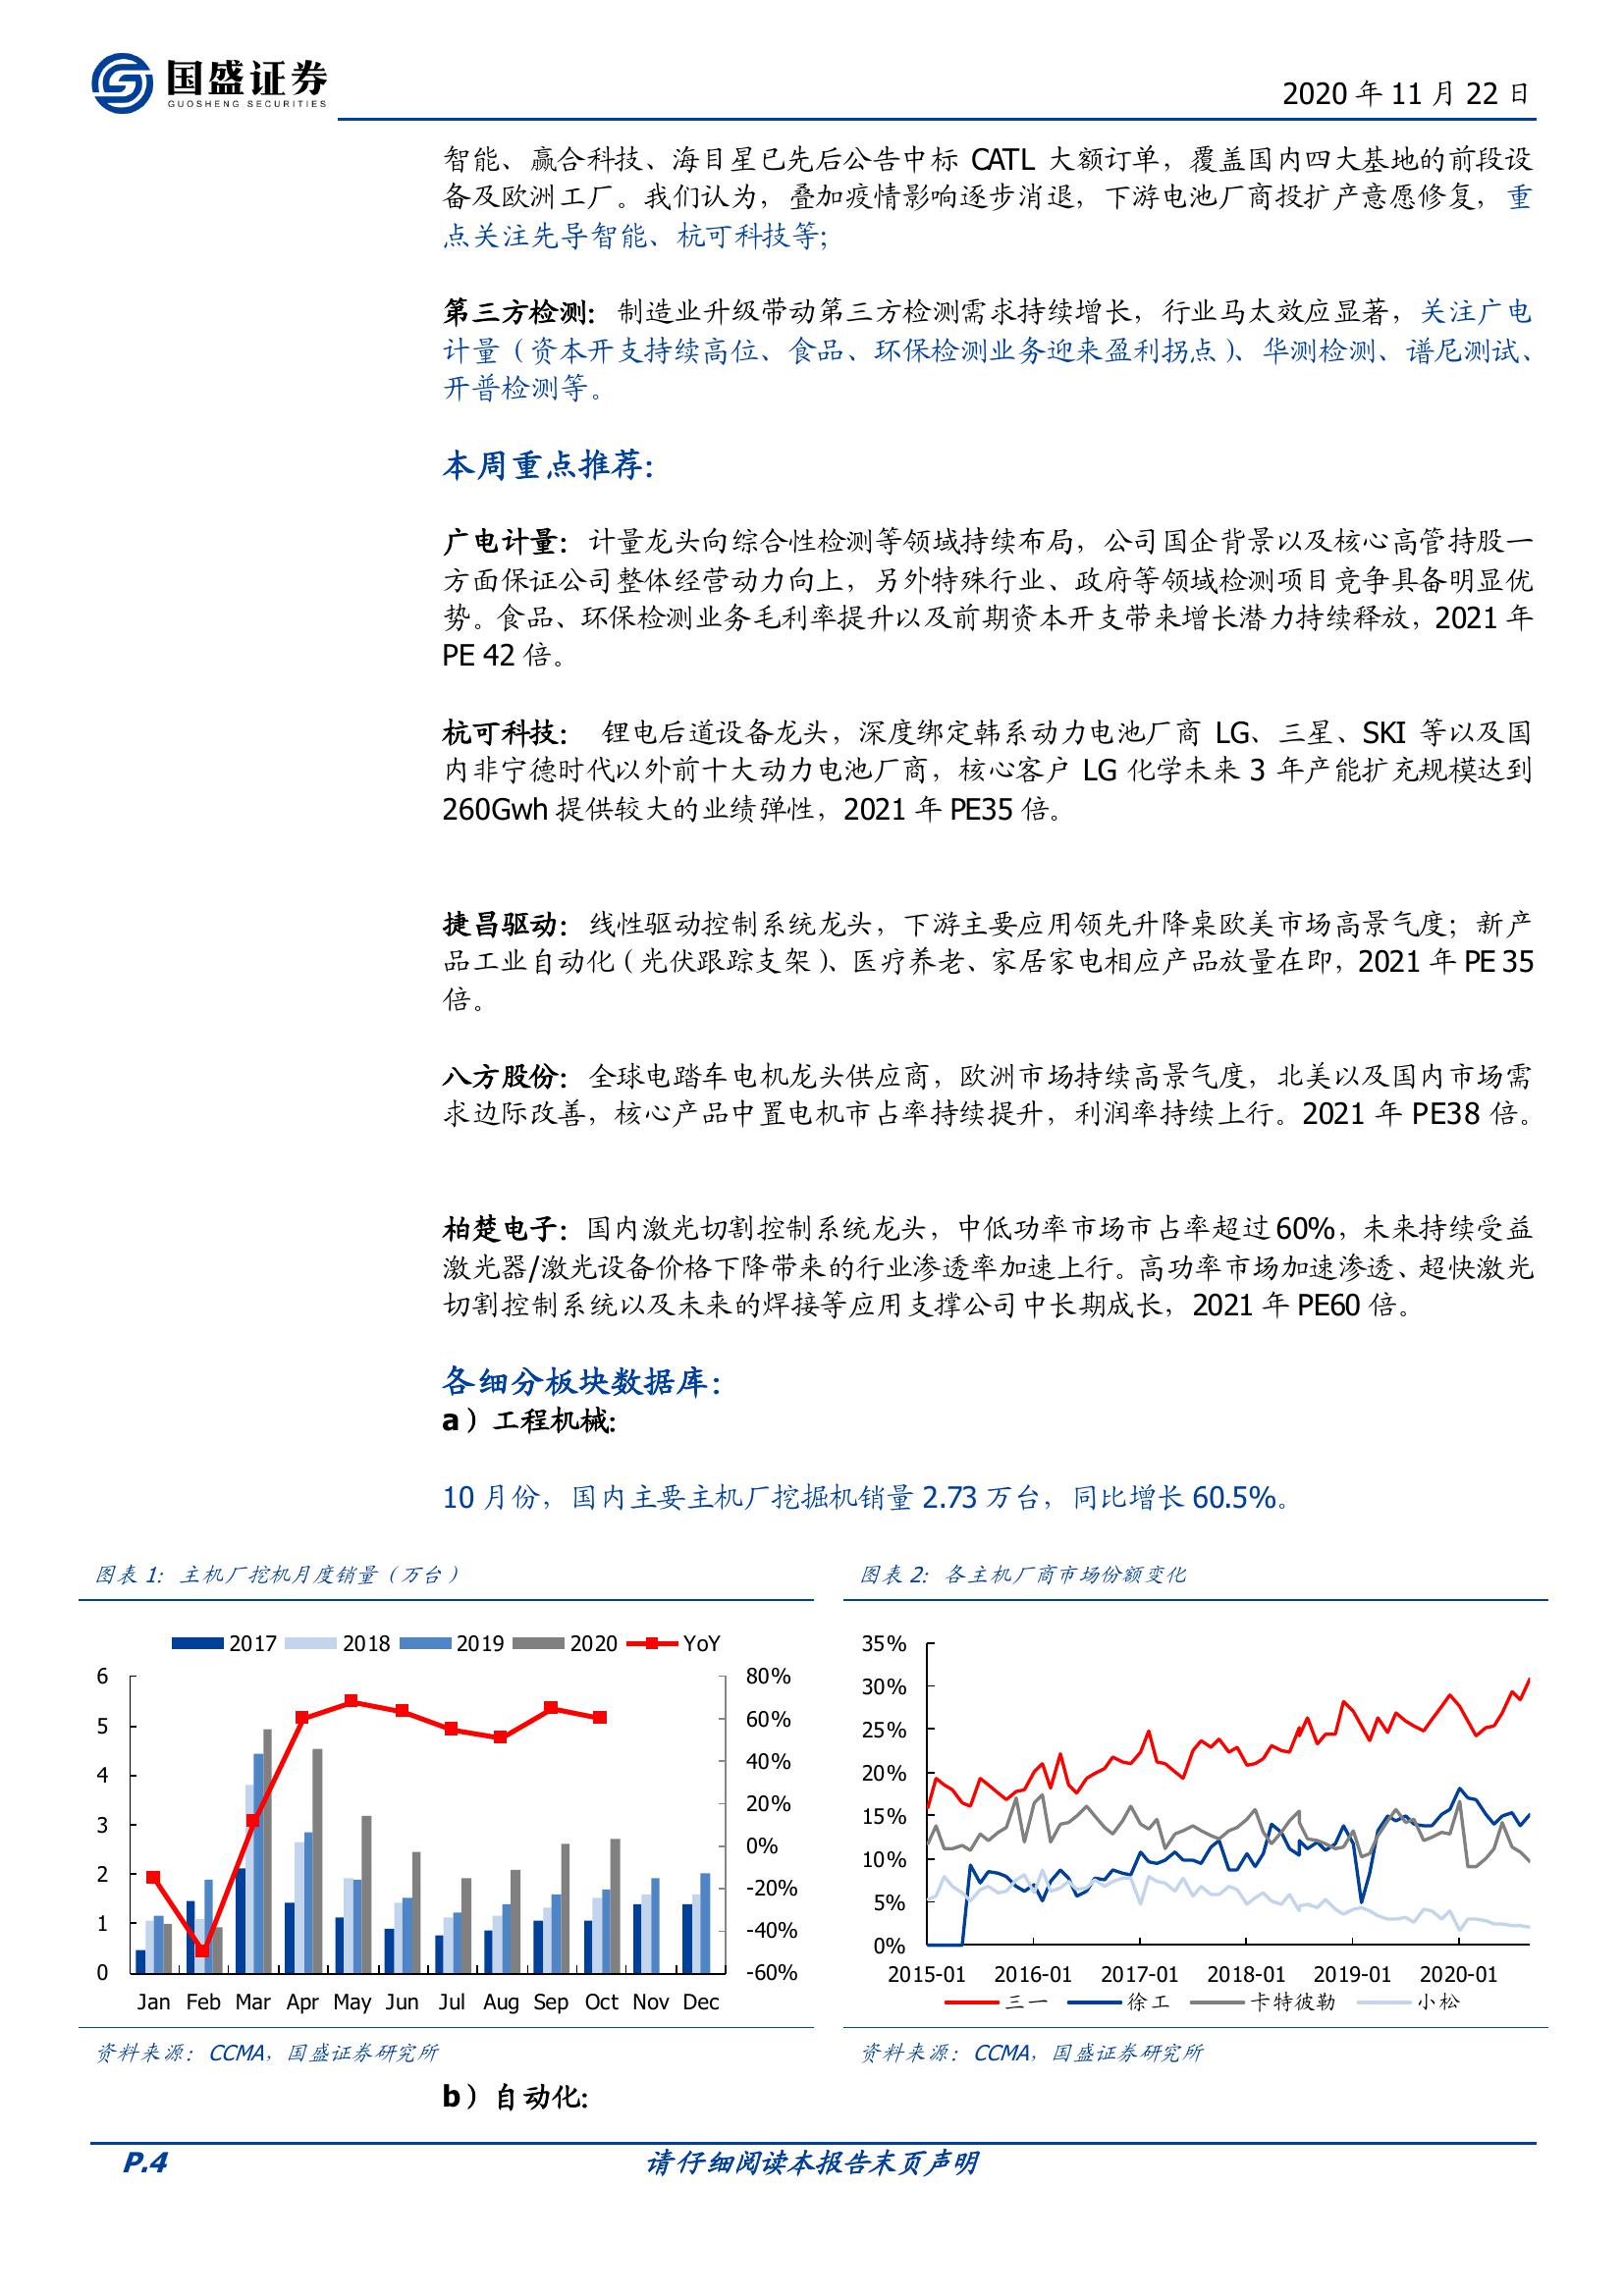 国盛证券
GUOSHENG SECURITIES
2020 年 11 月 22 日
智能、赢合科技、海目星已先后公告中标 CATL 大额订单，覆盖国内四大基地的前段设
备及欧洲工厂。我们认为，叠加疫情影响逐步消退，下游电池厂商投扩产意愿修复，重
点关注先导智能、杭可科技等;
第三方检测：制造业升级带动第三方检测需求持续增长，行业马太效应显著，关注广电
计量（资本开支持续高位、食品、环保检测业务迎来盈利拐点）、华测检测、谱尼测试、
开普检测等。
本周重点推荐：
广电计量：计量龙头向综合性检测等领域持续布局，公司国企背景以及核心高管持股一
方面保证公司整体经营动力向上，另外特殊行业、政府等领域检测项目竞争具备明显优
势。食品、环保检测业务毛利率提升以及前期资本开支带来增长潜力持续释放，2021 年
PE 42 倍。
杭可科技： 锂电后道设备龙头，深度绑定韩系动力电池厂商 LG、三星、SKI 等以及国
内非宁德时代以外前十大动力电池厂商，核心客户 LG 化学未来 3 年产能扩充规模达到
260Gwh 提供较大的业绩弹性，2021 年 PE35 倍。
捷昌驱动：线性驱动控制系统龙头，下游主要应用领先升降桌欧美市场高景气度；新产
品工业自动化（光伏跟踪支架）、医疗养老、家居家电相应产品放量在即，2021 年 PE 35
倍。
八方股份：全球电踏车电机龙头供应商，欧洲市场持续高景气度，北美以及国内市场需
求边际改善，核心产品中置电机市占率持续提升，利润率持续上行。2021 年 PE38 倍。
柏楚电子：国内激光切割控制系统龙头，中低功率市场市占率超过 60%，未来持续受益
激光器/激光设备价格下降带来的行业渗透率加速上行。高功率市场加速渗透、超快激光
切割控制系统以及未来的焊接等应用支撑公司中长期成长，2021 年 PE60 倍。
各细分板块数据库：
a）工程机械：
10 月份，国内主要主机厂挖掘机销量 2.73 万台，同比增长 60.5%。
图表 1：主机厂挖机月度销量（万台）
2017 2018 2019 2020 YoY
6
5
4
3
2
1
0
80%
60%
40%
20%
0%
-20%
-40%
-60%
Jan Feb Mar Apr May Jun Jul Aug Sep Oct Nov Dec
资料来源：CCMA，国盛证券研究所
图表 2：各主机厂商市场份额变化
35%
30%
25%
20%
15%
10%
5%
0%
2015-01 2016-01 2017-01 2018-01 2019-01 2020-01
三一 徐工 卡特彼勒 小松
资料来源：CCMA，国盛证券研究所
b）自动化：
P.4
请仔细阅读本报告末页声明